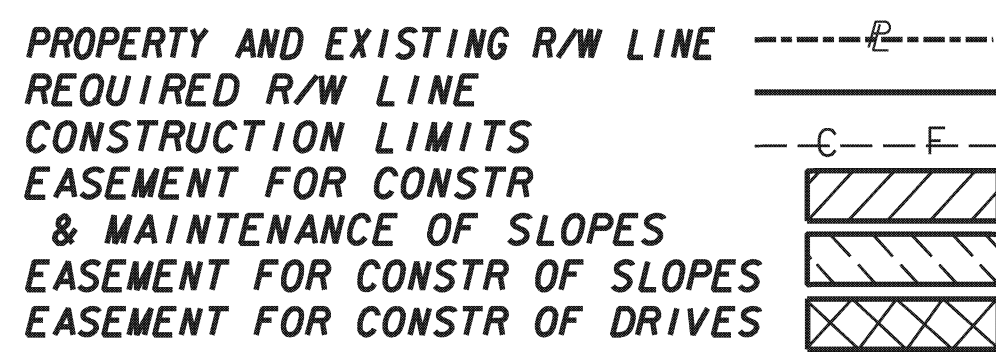 PROPERTY AND EXISTING R/W LINE PL
REQUIRED R/W LINE
CONSTRUCTION LIMITS C F
EASEMENT FOR CONSTR
& MAINTENANCE OF SLOPES
EASEMENT FOR CONSTR OF SLOPES
EASEMENT FOR CONSTR OF DRIVES